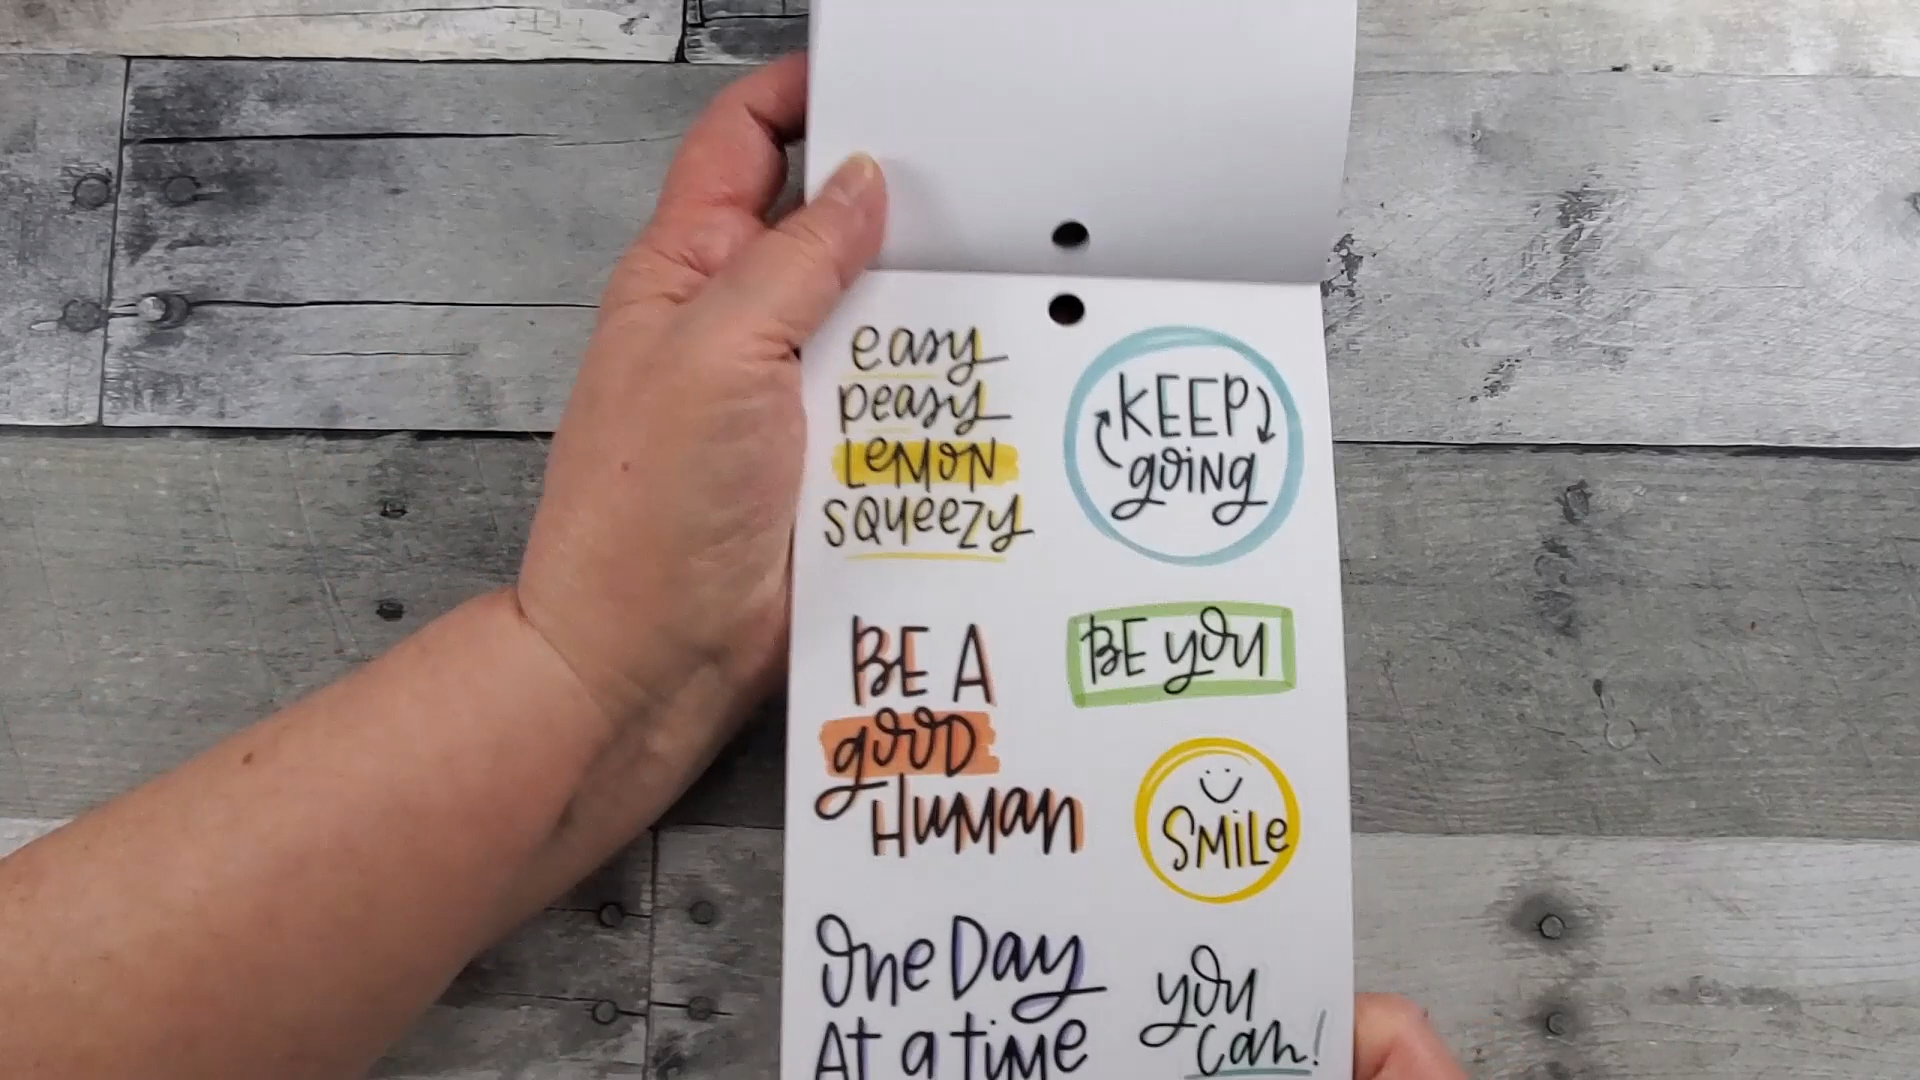 easy
peasy
LeMON
SQueezy
KEEP
going
BE A
good
HuMan
BE you
SMiLe
One Day
At a time
you
can!